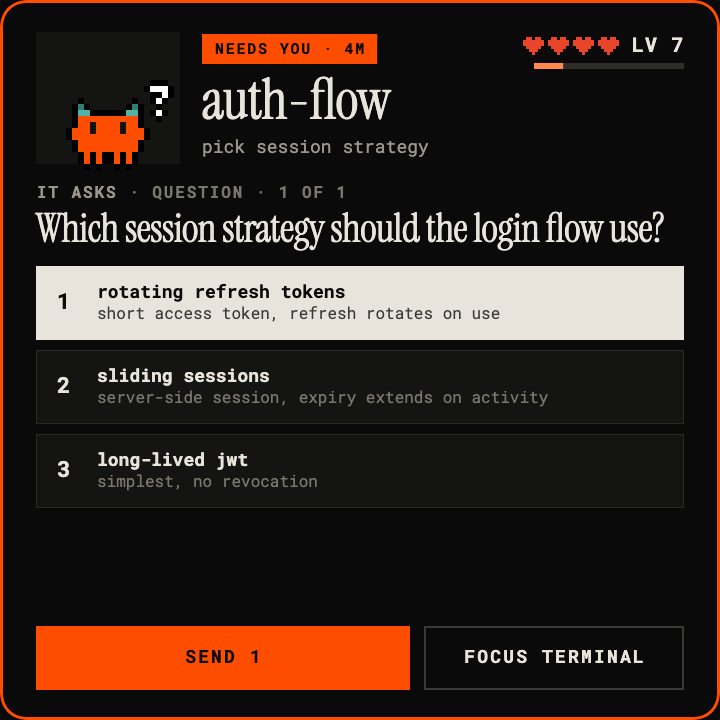 NEEDS YOU · 4M
LV 7
auth-flow
pick session strategy
IT ASKS · QUESTION · 1 OF 1
Which session strategy should the login flow use?
1
rotating refresh tokens
short access token, refresh rotates on use
2
sliding sessions
server-side session, expiry extends on activity
3
long-lived jwt
simplest, no revocation
SEND 1
FOCUS TERMINAL